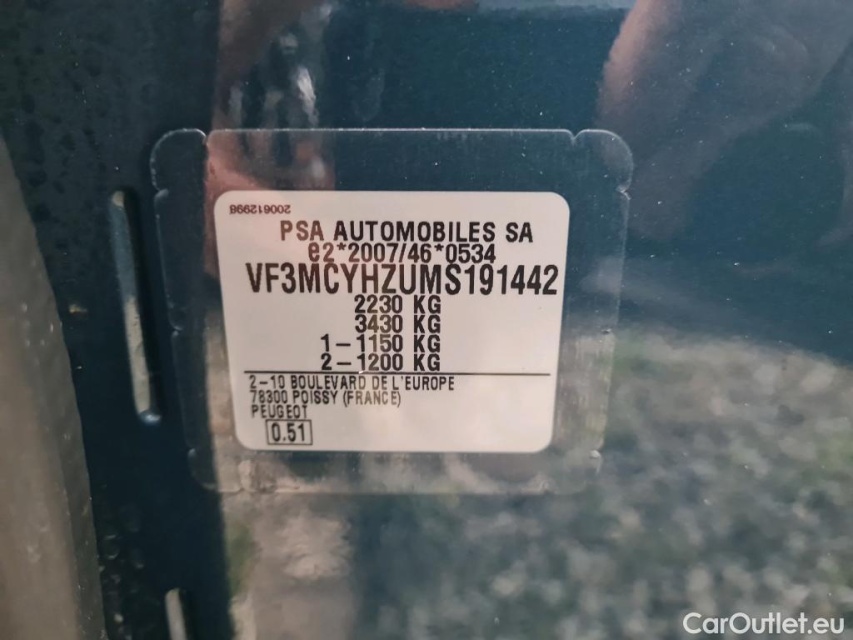 200612998
PSA AUTOMOBILES SA
e2*2007/46*0534
VF3MCYHZUMS191442
2230 KG
3430 KG
1-1150 KG
2-1200 KG
2-10 BOULEVARD DE L'EUROPE
78300 POISSY (FRANCE)
PEUGEOT
0.51
CarOutlet.eu